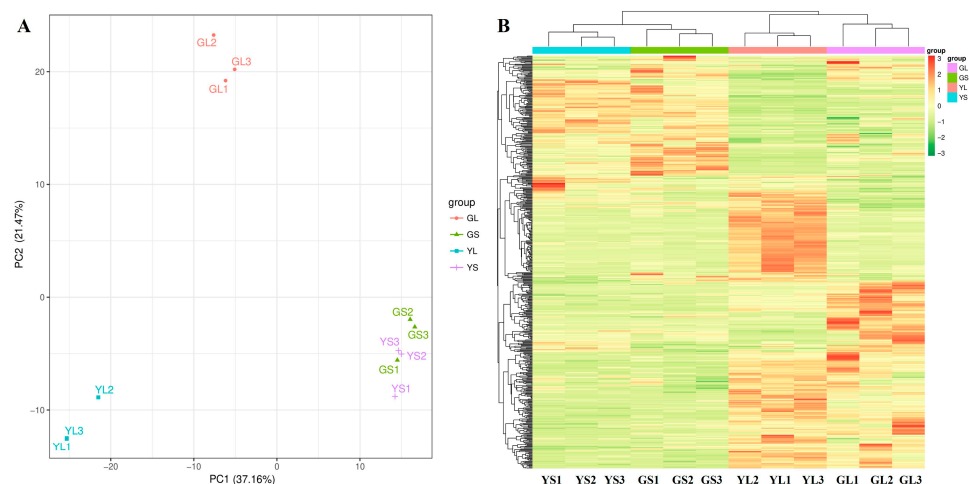 A
GL2
GL3
GL1
GS2
GS3
YS3
YS2
GS1
YS1
YL2
YL3
YL1
20
10
0
−10
−20
−10
0
10
PC1 (37.16%)
PC2 (21.47%)
group
GL
GS
YL
YS
B
group
3
2
1
0
−1
−2
−3
group
GL
GS
YL
YS
YS1 YS2 YS3 GS1 GS2 GS3 YL2 YL1 YL3 GL1 GL2 GL3